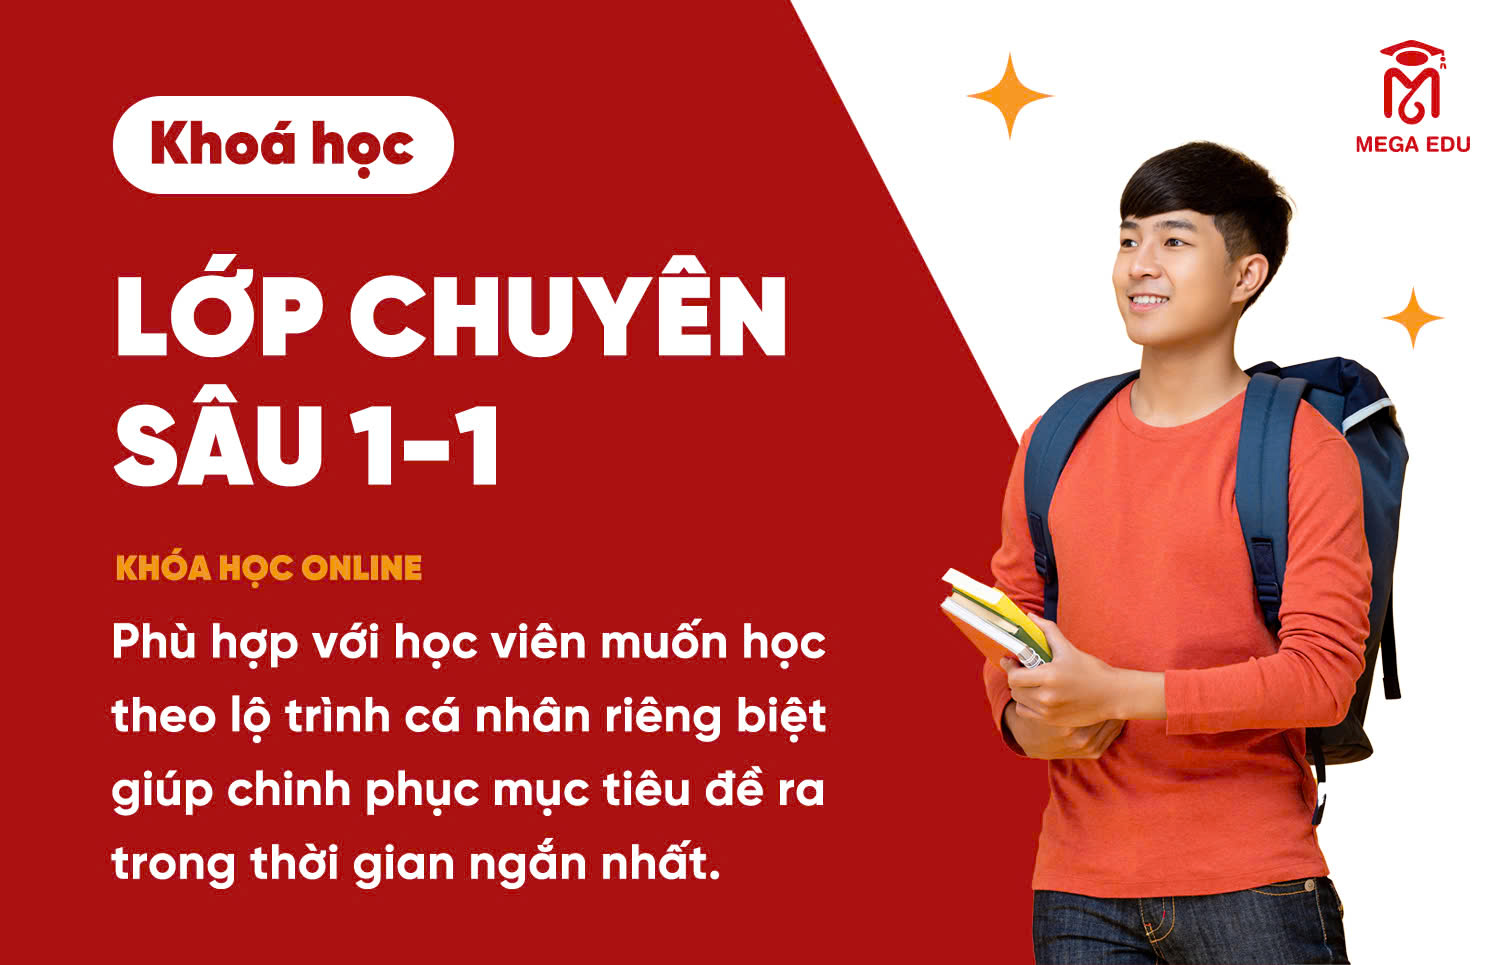 Khoá học
MEGA EDU
LỚP CHUYÊN
SÂU 1-1
KHÓA HỌC ONLINE
Phù hợp với học viên muốn học
theo lộ trình cá nhân riêng biệt
giúp chinh phục mục tiêu đề ra
trong thời gian ngắn nhất.